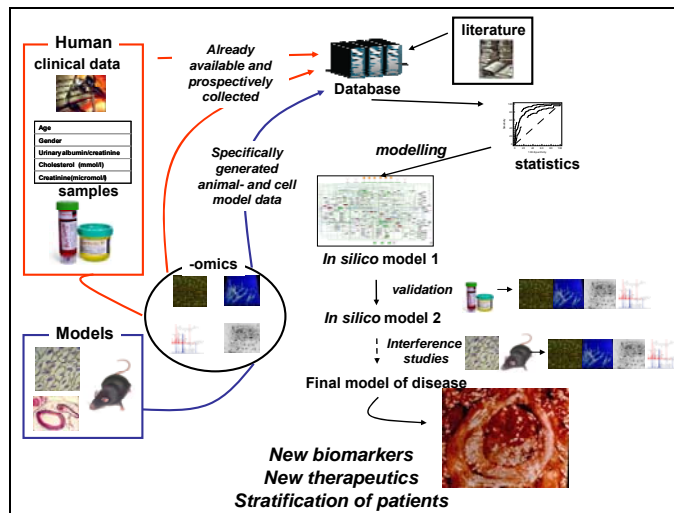 Human
clinical data
Age
Gender
Urinary albumin/creatinine
Cholesterol (mmol/l)
Creatinine(micromol/l)
samples
Models
Already
available and
prospectively
collected
Specifically
generated
animal- and cell
model data
-omics
Database
literature
statistics
modelling
In silico model 1
validation
In silico model 2
Interference
studies
Final model of disease
New biomarkers
New therapeutics
Stratification of patients